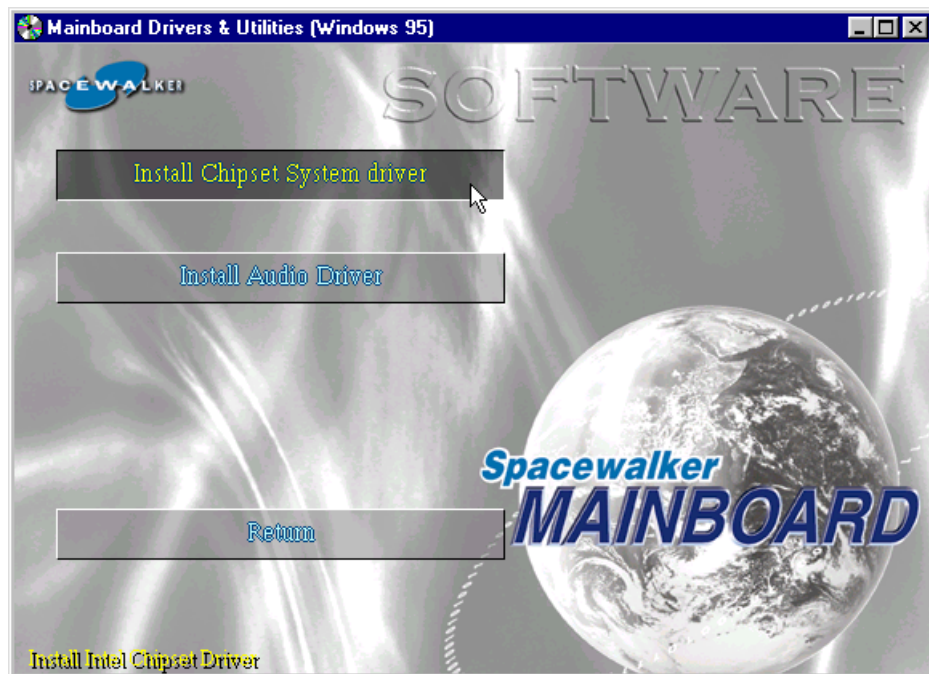 Mainboard Drivers & Utilities (Windows 95)
SPACEWALKER
SOFTWARE
Install Chipset System driver
Install Audio Driver
Spacewalker
MAINBOARD
Return
Install Intel Chipset Driver